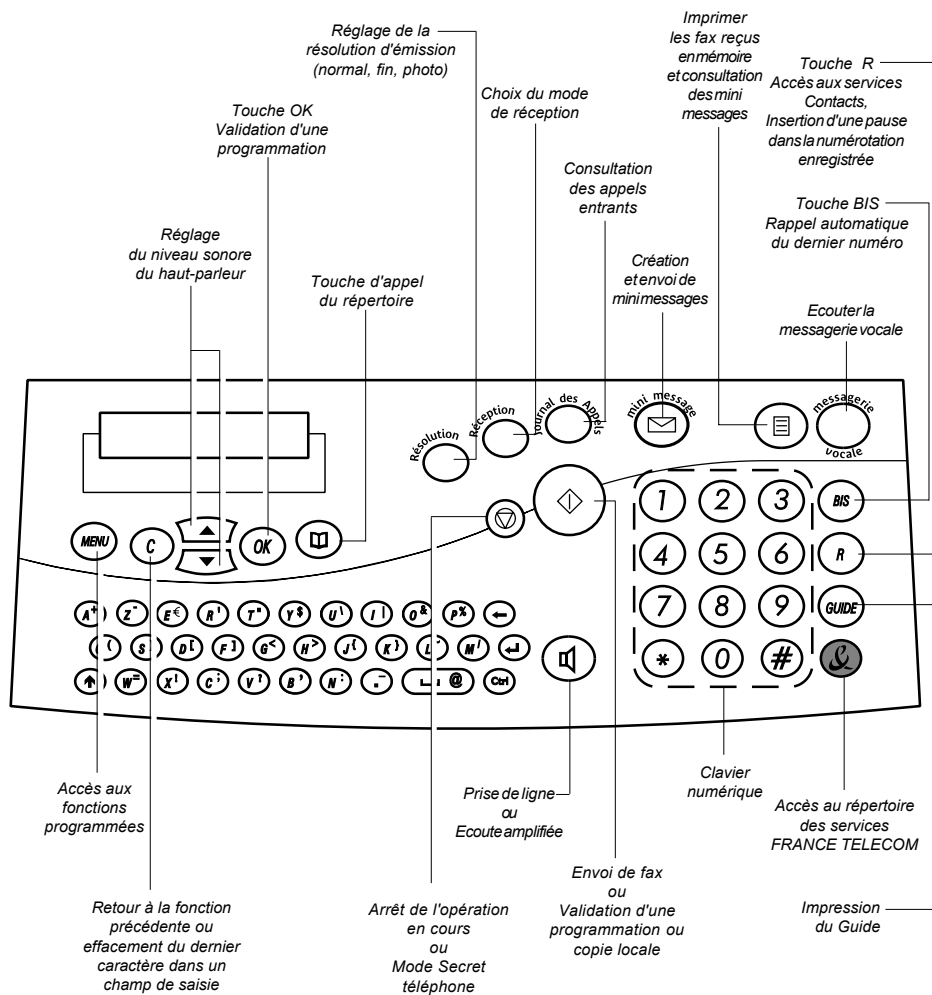 Imprimer
les fax reçus
en mémoire
et consultation
des mini
messages
Réglage de la
résolution d'émission
(normal, fin, photo)
Touche R
Accès aux services
Contacts,
Insertion d'une pause
dans la numérotation
enregistrée
Choix du mode
de réception
Touche OK
Validation d'une
programmation
Consultation
des appels
entrants
Touche BIS
Rappel automatique
du dernier numéro
Réglage
du niveau sonore
du haut-parleur
Touche d'appel
du répertoire
Création
et envoi de
mini messages
Ecouter la
messagerie vocale
Résolution
Réception
Journal des Appels
mini message
messagerie
vocale
1 2 3 BIS
MENU C OK
4 5 6 R
7 8 9 GUIDE
* 0 # &
A + Z - E € R ' T " Y $ U \ I | O & P % ←
( S D [ F ] G < H > J { K } L ~ M / ↵
↑ W = X ! C ; V ? B , N : . _ @ Ctrl
Accès aux
fonctions
programmées
Prise de ligne
ou
Ecoute amplifiée
Clavier
numérique
Accès au répertoire
des services
FRANCE TELECOM
Retour à la fonction
précédente ou
effacement du dernier
caractère dans un
champ de saisie
Arrêt de l'opération
en cours
ou
Mode Secret
téléphone
Envoi de fax
ou
Validation d'une
programmation ou
copie locale
Impression
du Guide